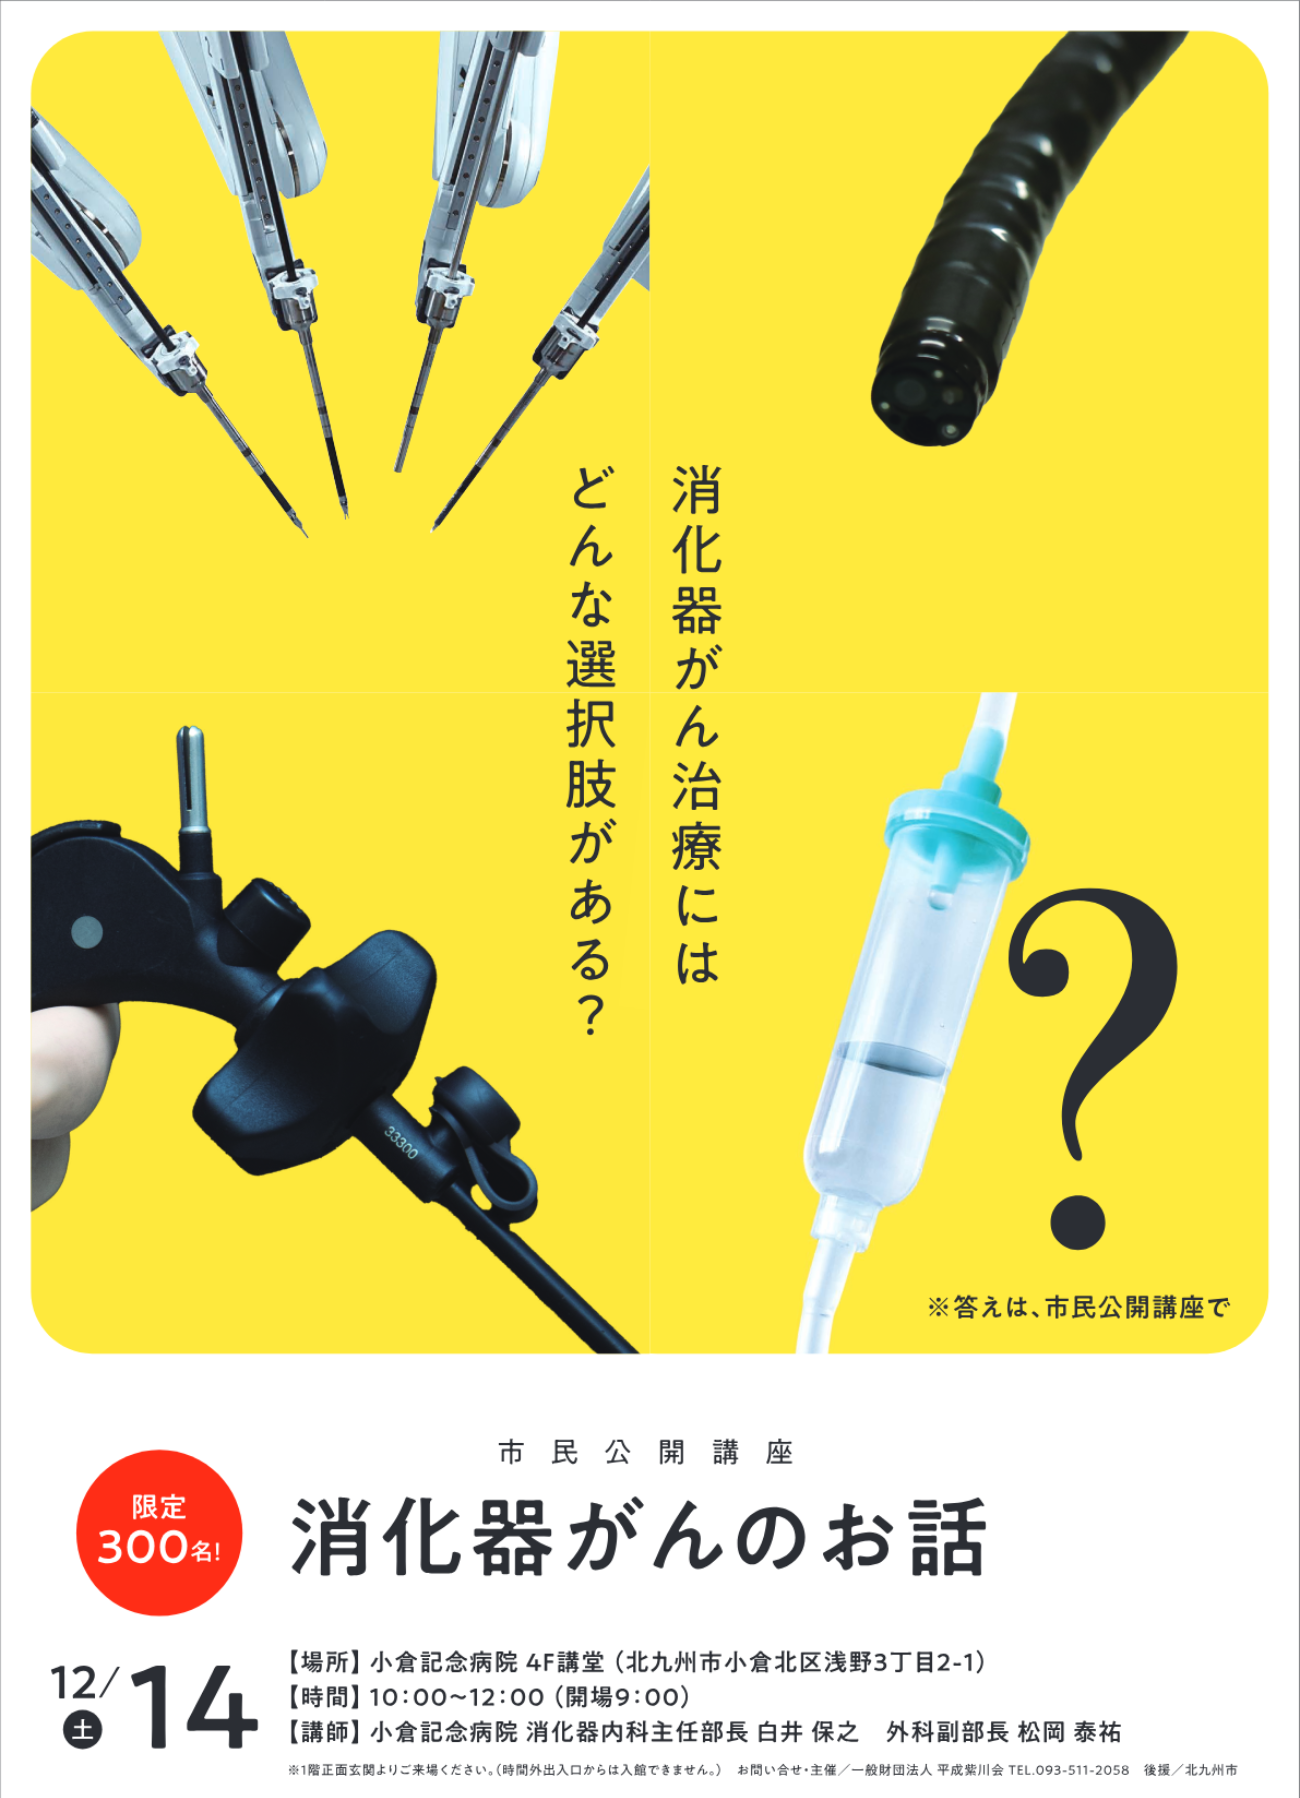 消化器がん治療には
どんな選択肢がある？
33300
?
※答えは、市民公開講座で
市民公開講座
限定
300名!
消化器がんのお話
12/14
土
【場所】小倉記念病院 4F講堂（北九州市小倉北区浅野3丁目2-1）
【時間】10:00~12:00（開場9:00）
【講師】小倉記念病院 消化器内科主任部長 白井 保之　外科副部長 松岡 泰祐
※1階正面玄関よりご来場ください。（時間外出入口からは入館できません。）　お問い合せ・主催／一般財団法人 平成紫川会 TEL.093-511-2058　後援／北九州市